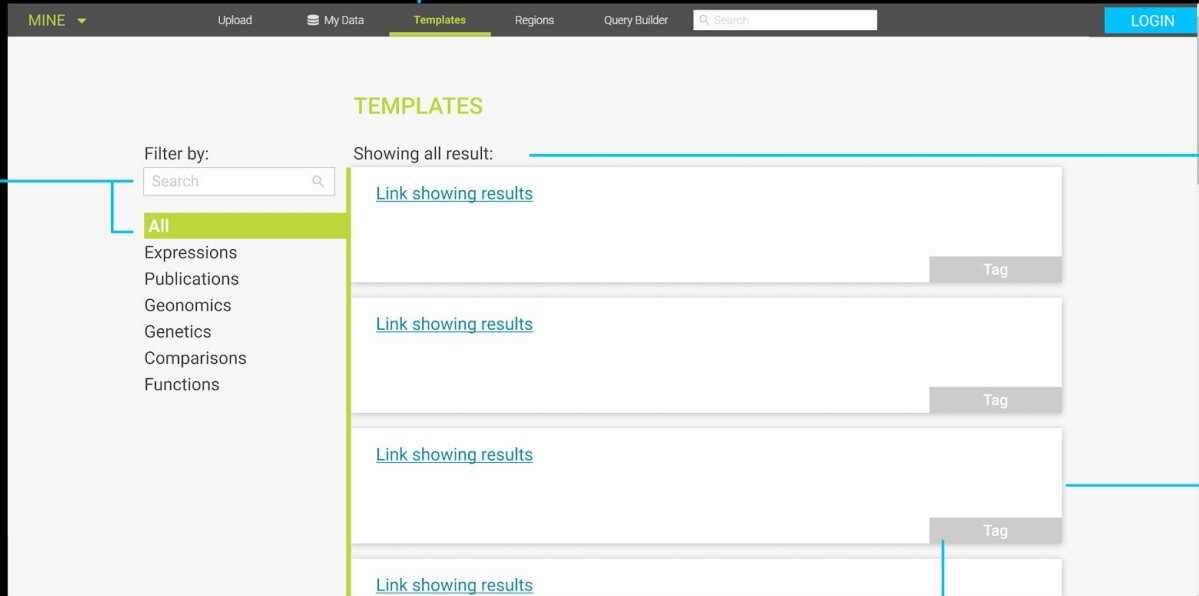 MINE Upload My Data Templates Regions Query Builder Search LOGIN
TEMPLATES
Filter by:
Search
All
Expressions
Publications
Geonomics
Genetics
Comparisons
Functions
Showing all result:
Link showing results
Tag
Link showing results
Tag
Link showing results
Tag
Link showing results